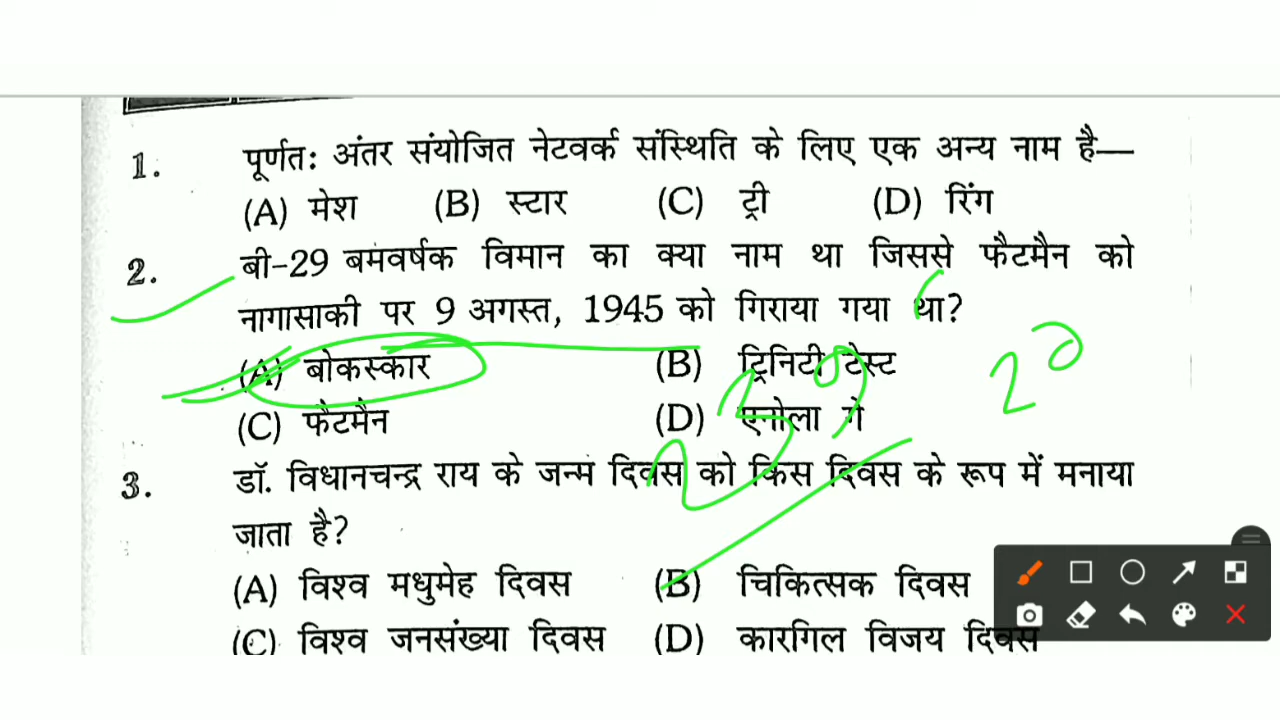 1. पूर्णतः अंतर संयोजित नेटवर्क संस्थिति के लिए एक अन्य नाम है—
(A) मेश (B) स्टार (C) ट्री (D) रिंग
2. बी-29 बमवर्षक विमान का क्या नाम था जिससे फैटमैन को
नागासाकी पर 9 अगस्त, 1945 को गिराया गया था?
(A) बोकस्कार (B) ट्रिनिटी टेस्ट
(C) फैटमैन (D) एनोला गे
3. डॉ. विधानचन्द्र राय के जन्म दिवस को किस दिवस के रूप में मनाया
जाता है?
(A) विश्व मधुमेह दिवस (B) चिकित्सक दिवस
(C) विश्व जनसंख्या दिवस (D) कारगिल विजय दिवस